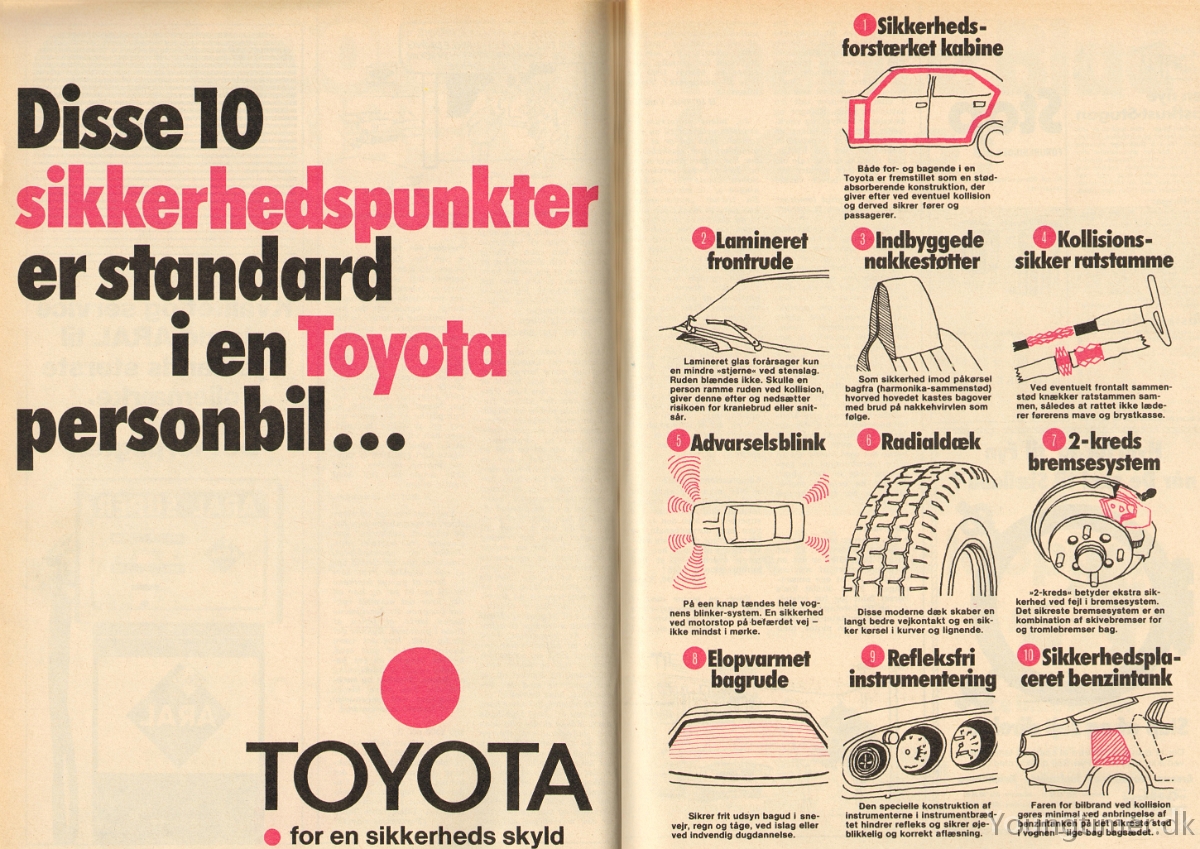 Disse 10
sikkerhedspunkter
er standard
i en Toyota
personbil...
TOYOTA
for en sikkerheds skyld
1 Sikkerheds-
forstærket kabine
Både for- og bagende i en
Toyota er fremstillet som en stød-
absorberende konstruktion, der
giver efter ved eventuel kollision
og derved sikrer fører og
passagerer.
2 Lamineret
frontrude
Lamineret glas forårsager kun
en mindre »stjerne« ved stenslag.
Ruden blændes ikke. Skulle en
person ramme ruden ved kollision,
giver denne efter og nedsætter
risikoen for kraniebrud eller snit-
sår.
3 Indbyggede
nakkestøtter
Som sikkerhed imod påkørsel
bagfra (harmonika-sammenstød)
hvorved hovedet kastes bagover
med brud på nakkehvirvlen som
følge.
4 Kollisions-
sikker ratstamme
Ved eventuelt frontalt sammen-
stød knækker ratstammen sam-
men, således at rattet ikke læde-
rer førerens mave og brystkasse.
5 Advarselsblink
På een knap tændes hele vog-
nens blinker-system. En sikkerhed
ved motorstop på befærdet vej –
ikke mindst i mørke.
6 Radialdæk
Disse moderne dæk skaber en
langt bedre vejkontakt og en sik-
ker kørsel i kurver og lignende.
7 2-kreds
bremsesystem
»2-kreds« betyder ekstra sik-
kerhed ved fejl i bremsesystem.
Det sikreste bremsesystem er en
kombination af skivebremser for
og tromlebremser bag.
8 Elopvarmet
bagrude
Sikrer frit udsyn bagud i sne-
vejr, regn og tåge, ved islag eller
ved indvendig dugdannelse.
9 Refleksfri
instrumentering
Den specielle konstruktion af
instrumenterne i instrumentbræt-
tet hindrer refleks og sikrer øje-
blikkelig og korrekt aflæsning.
10 Sikkerhedspla-
ceret benzintank
Faren for bilbrand ved kollision
gøres minimal ved anbringelse af
benzintanken på det sikreste sted
i vognen – lige bag bagsædet.
Youngtimer.dk